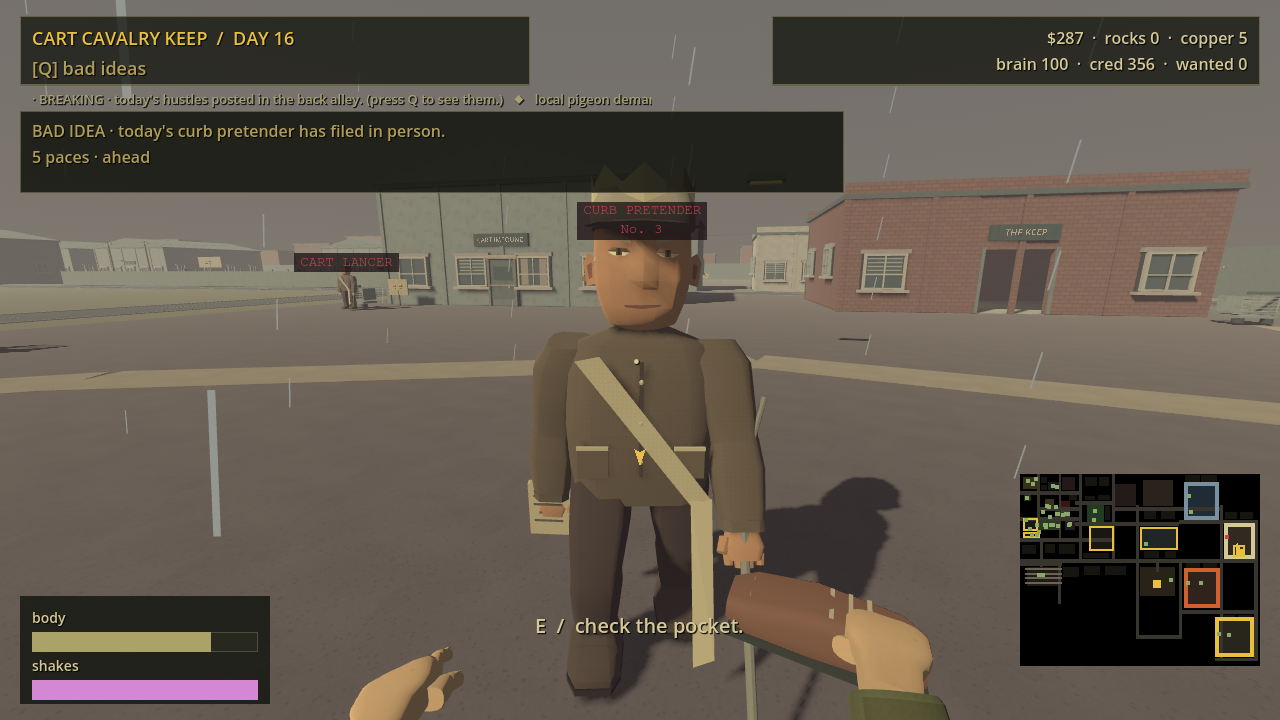 CART CAVALRY KEEP / DAY 16
[Q] bad ideas
$287 · rocks 0 · copper 5
brain 100 · cred 356 · wanted 0
· BREAKING · today's hustles posted in the back alley. (press Q to see them.) ◆ local pigeon demar
BAD IDEA · today's curb pretender has filed in person.
5 paces · ahead
CURB PRETENDER
No. 3
CART IMPOUND
THE KEEP
CART LANCER
E / check the pocket.
body
shakes